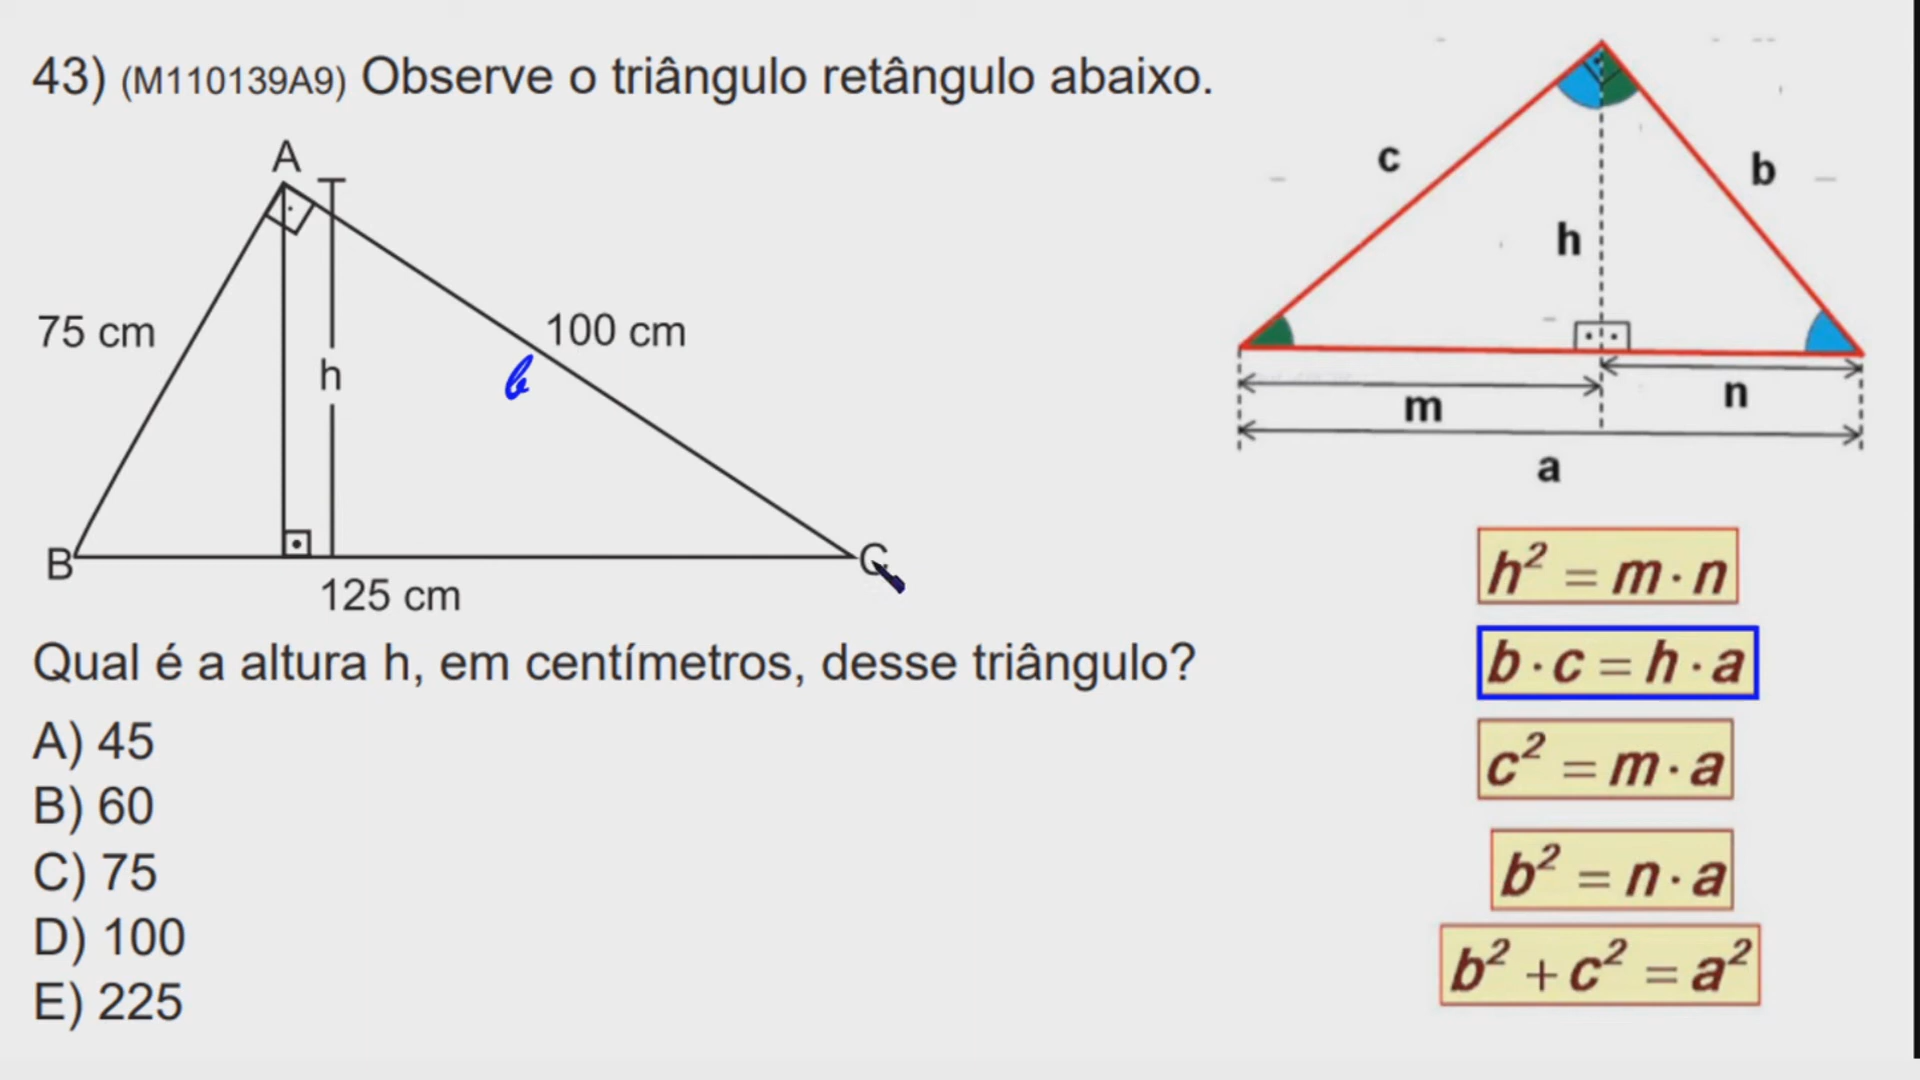 43) (M110139A9) Observe o triângulo retângulo abaixo.
A
75 cm
100 cm
h
b
B
C
125 cm
Qual é a altura h, em centímetros, desse triângulo?
A) 45
B) 60
C) 75
D) 100
E) 225
c
b
h
m
n
a
h² = m · n
b · c = h · a
c² = m · a
b² = n · a
b² + c² = a²